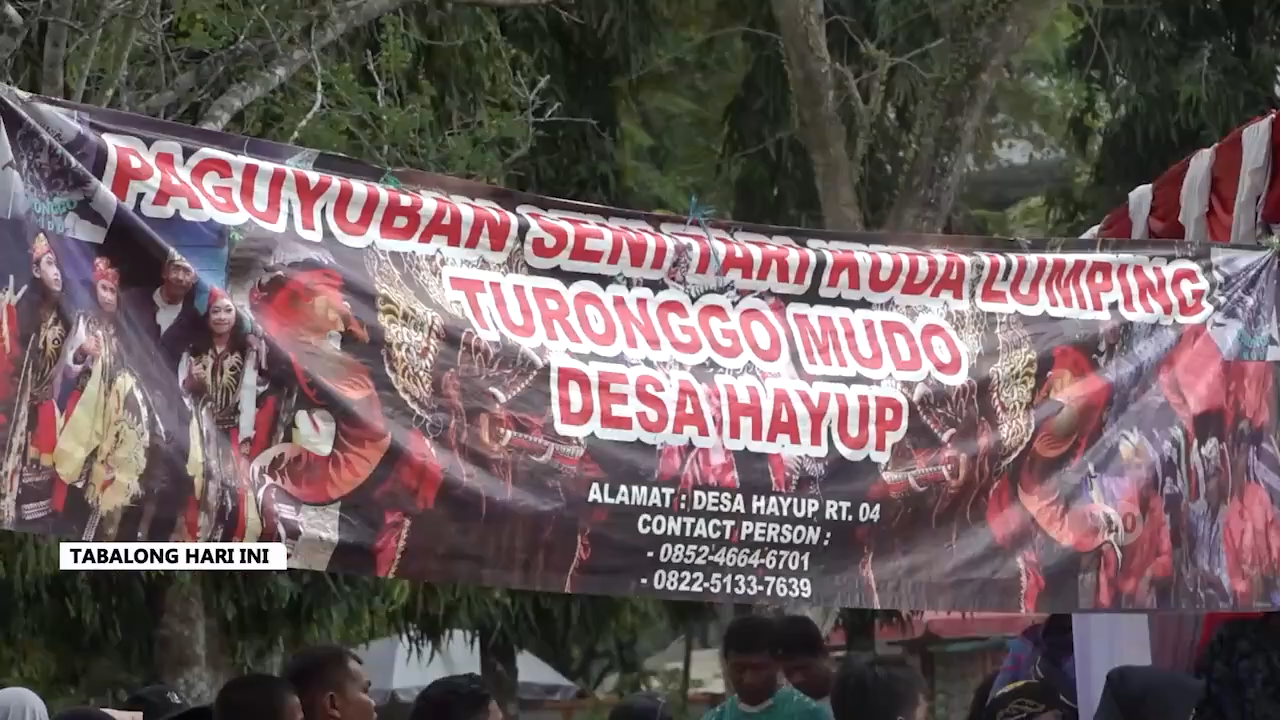 PAGUYUBAN SENI TARI KUDA LUMPING
TURONGGO MUDO
DESA HAYUP
ALAMAT : DESA HAYUP RT. 04
CONTACT PERSON :
- 0852-4664-6701
- 0822-5133-7639
TABALONG HARI INI